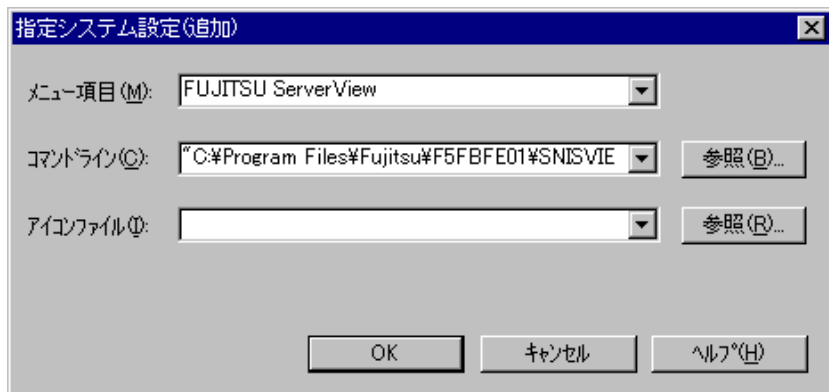 指定システム設定(追加)
メニュー項目(M): FUJITSU ServerView
コマンドライン(C): "C:¥Program Files¥Fujitsu¥F5FBFE01¥SNISVIE 参照(B)...
アイコンファイル(I): 参照(R)...
OK キャンセル ヘルプ(H)